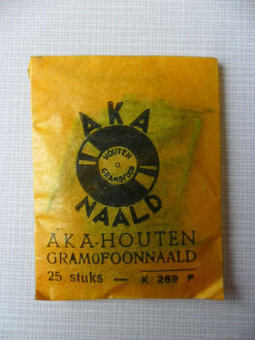 AKA
HOUTEN
GRAMOFOON
NAALD
AKA-HOUTEN
GRAMOFOONNAALD
25 stuks — K 269 P.